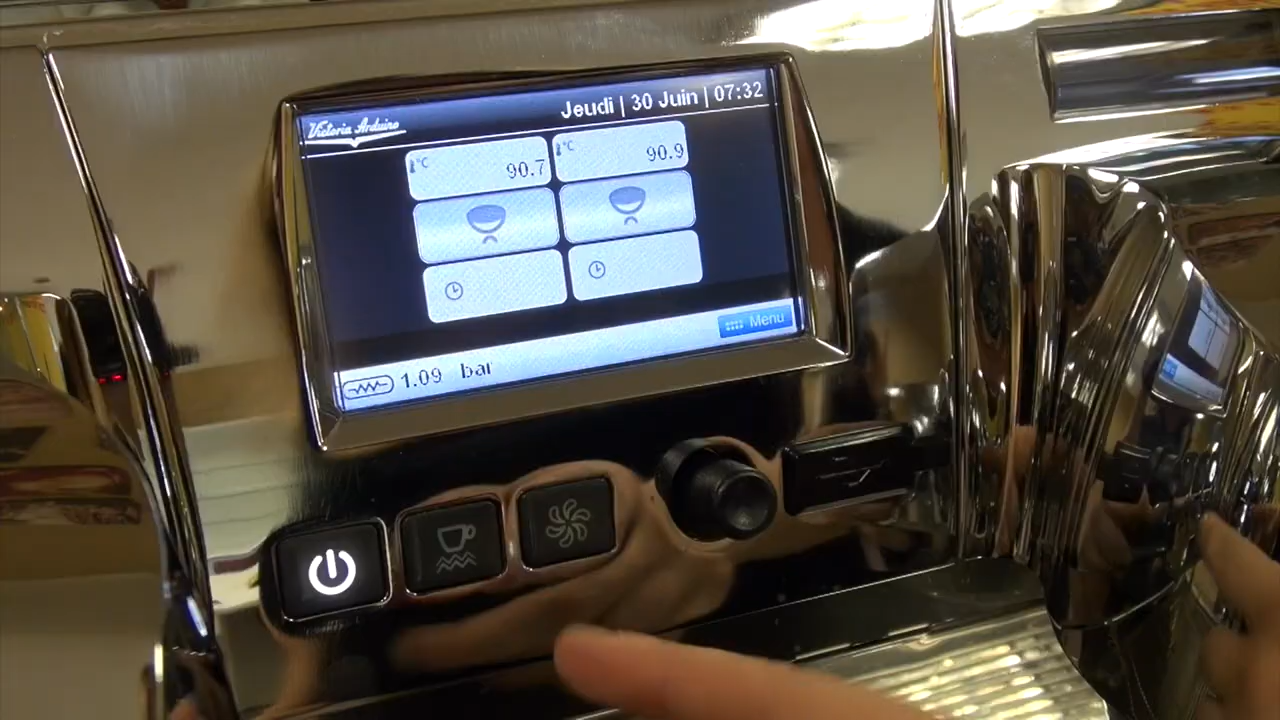 Victoria Arduino
Jeudi | 30 Juin | 07:32
°C 90.7
°C 90.9
Menu
1.09 bar